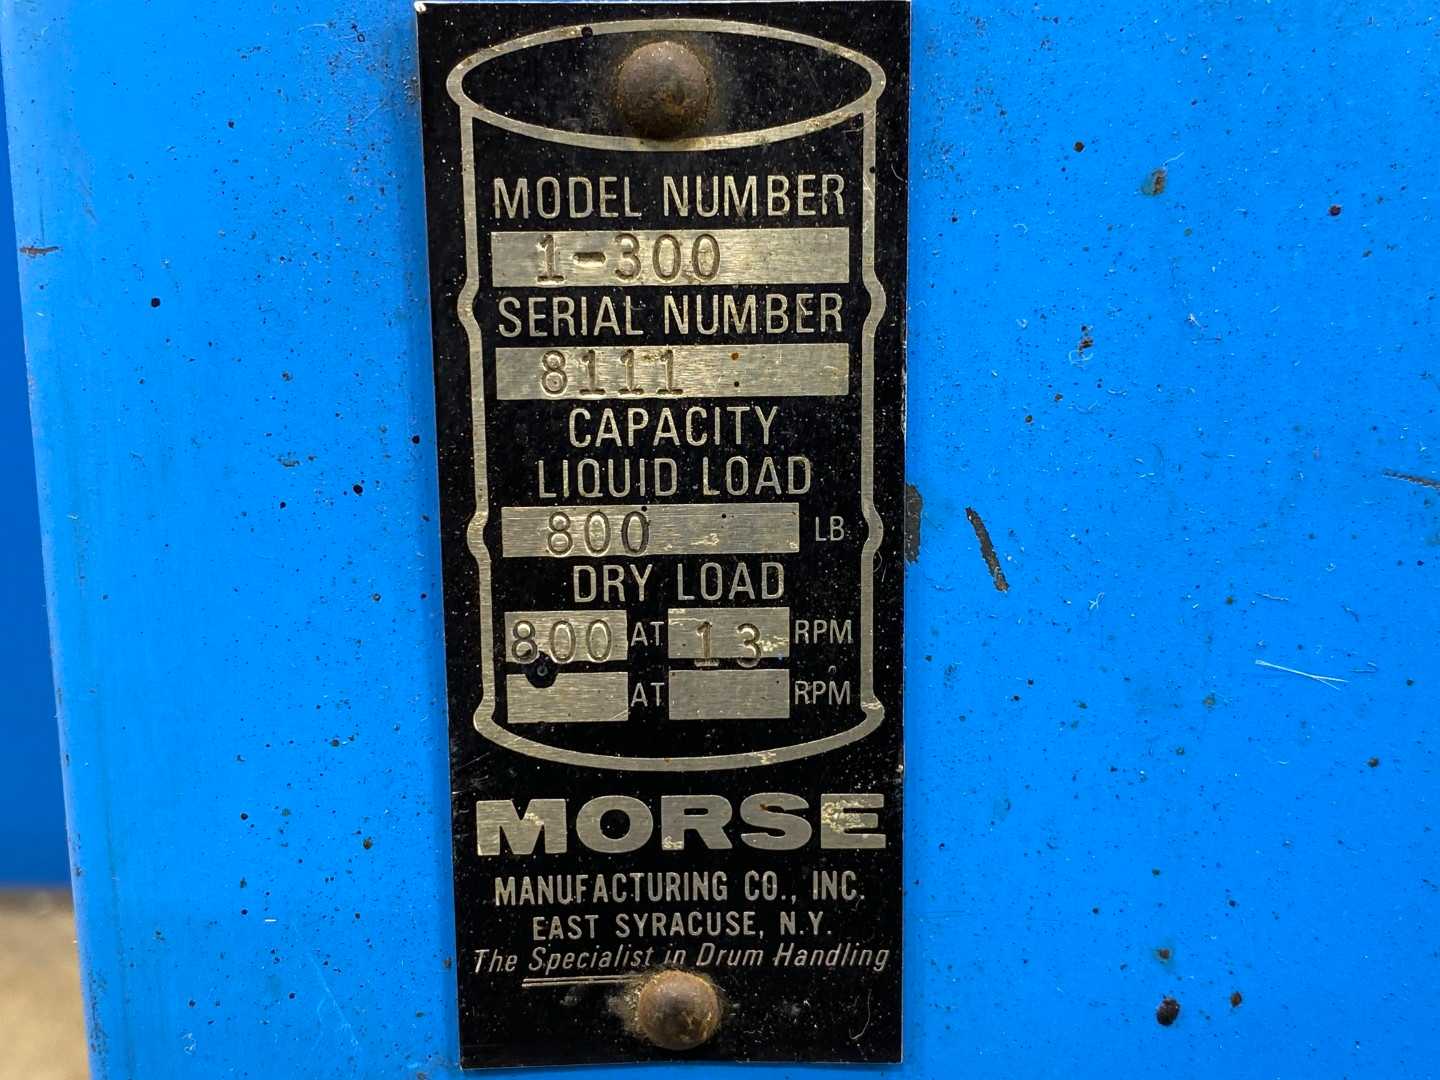 MODEL NUMBER
1-300
SERIAL NUMBER
8111
CAPACITY
LIQUID LOAD
800 LB
DRY LOAD
800 AT 13 RPM
AT RPM
MORSE
MANUFACTURING CO., INC.
EAST SYRACUSE, N.Y.
The Specialist in Drum Handling